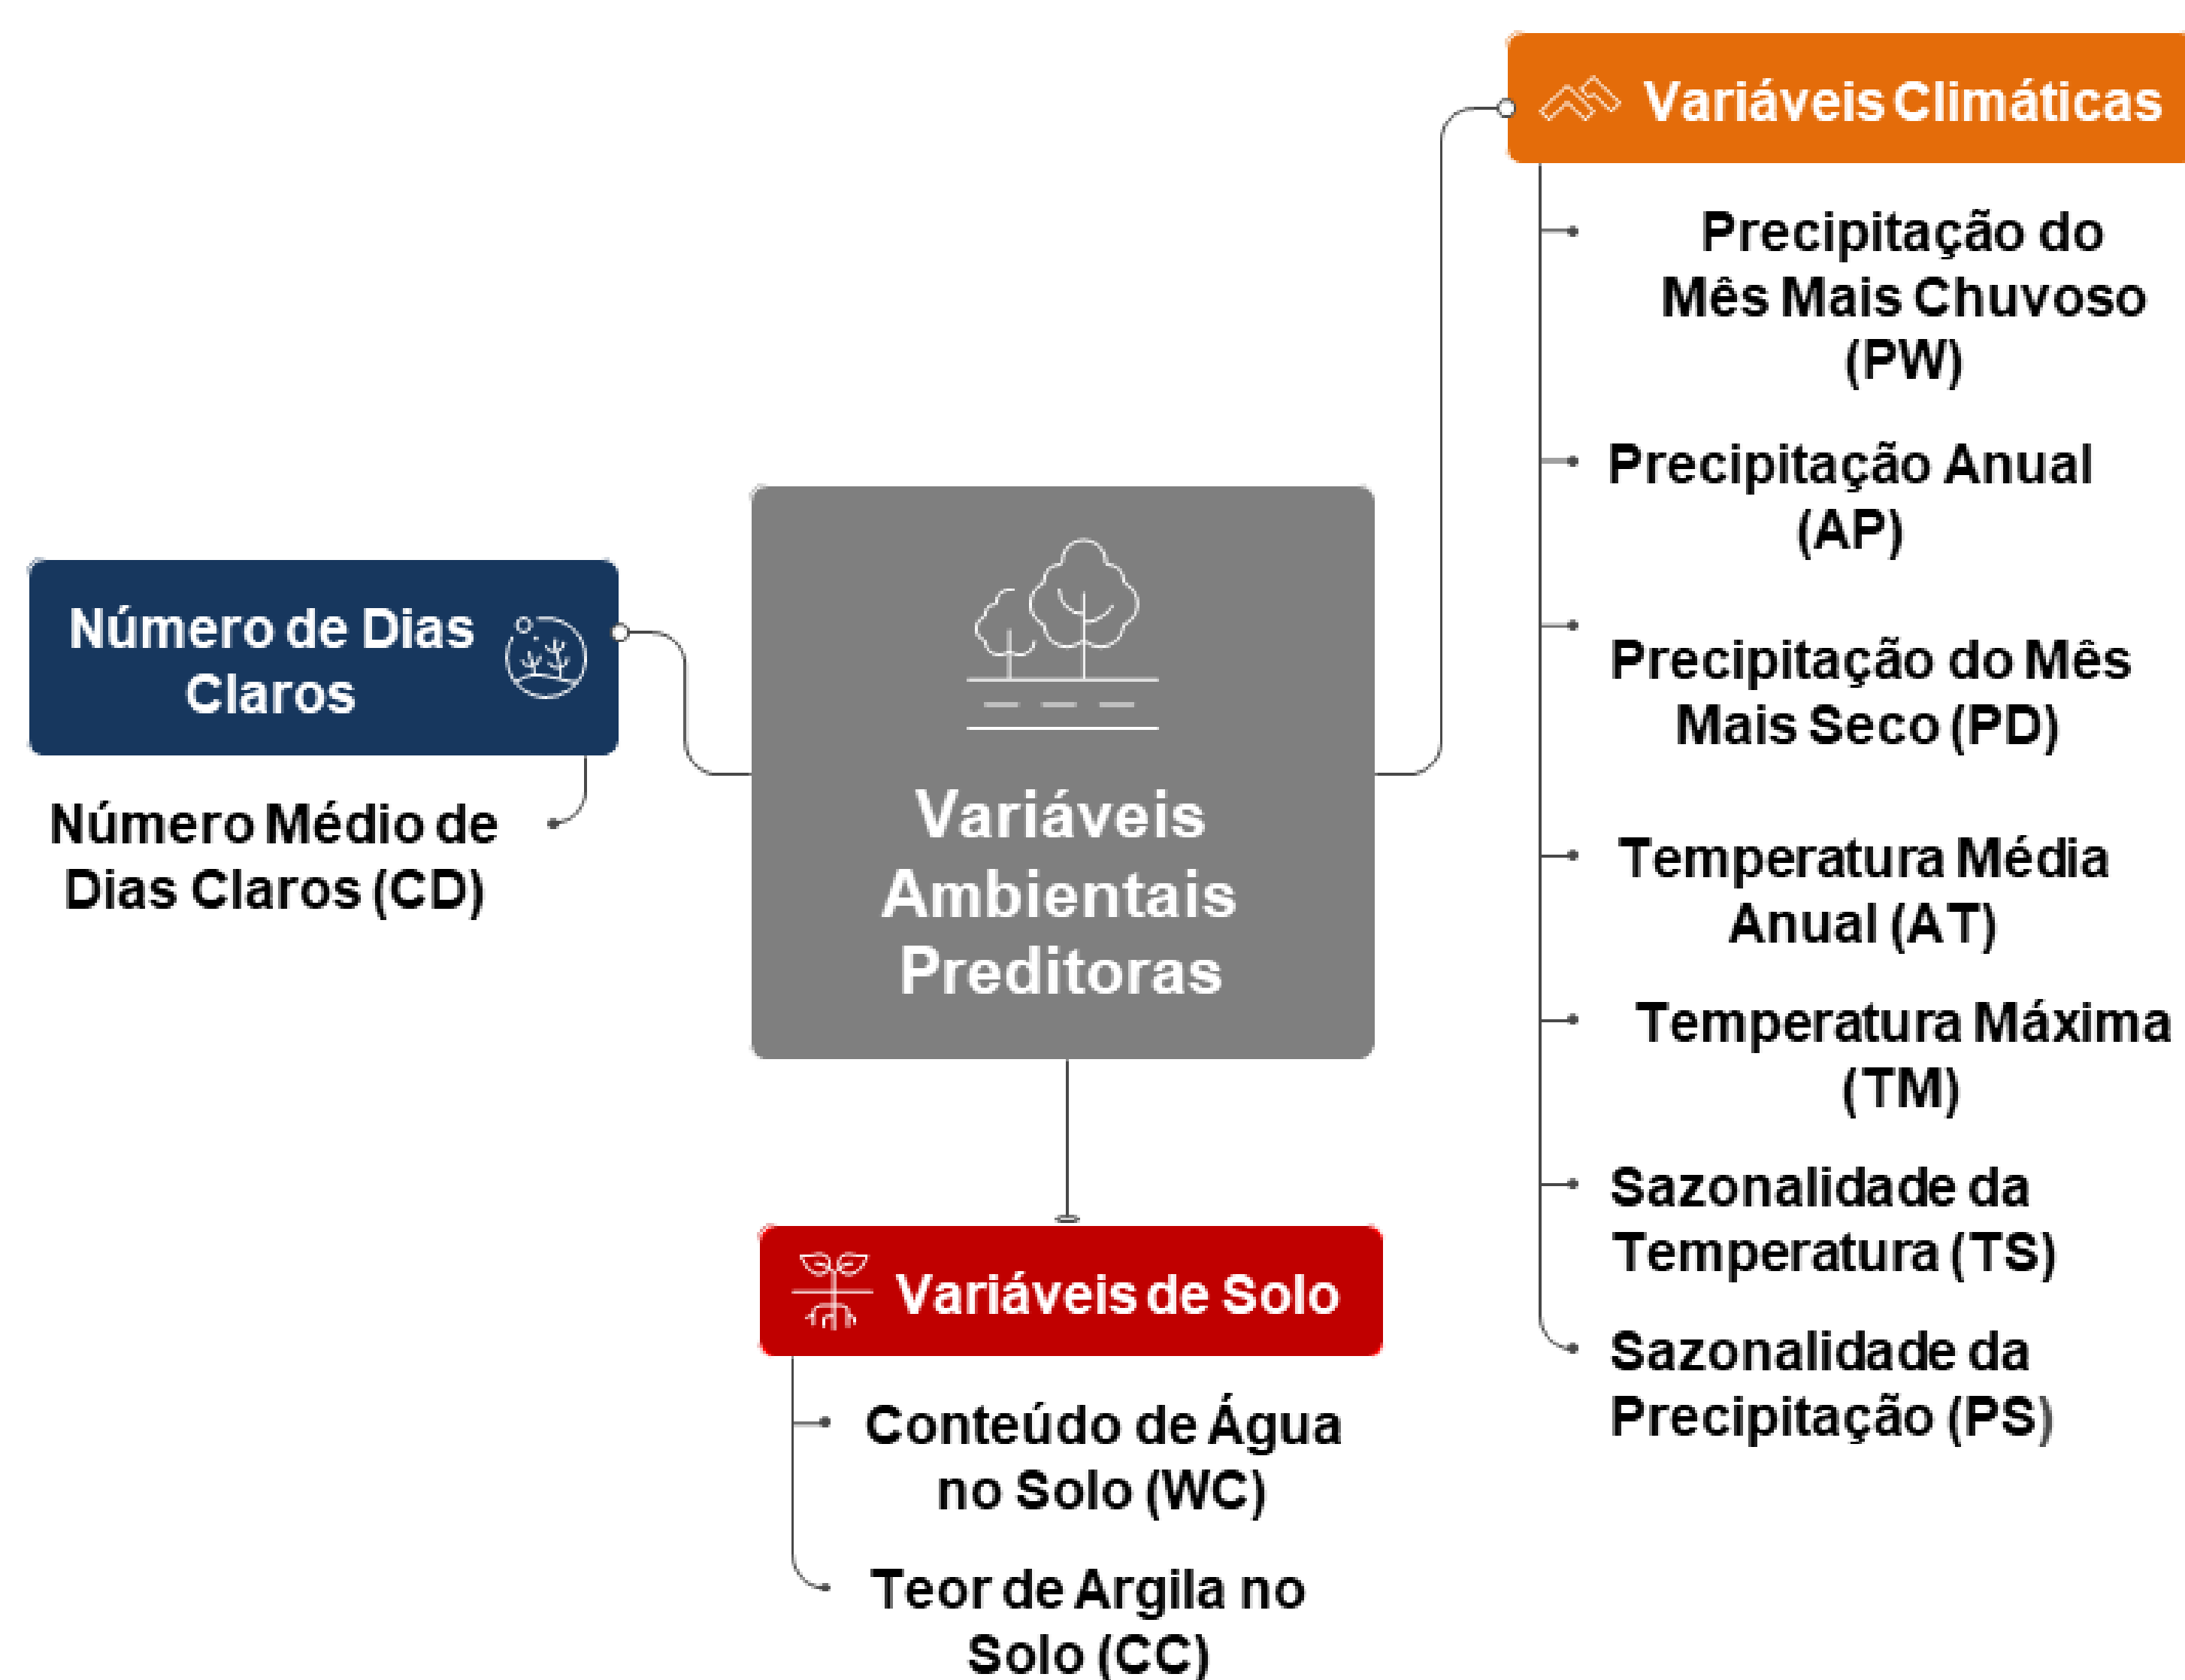 Variáveis Climáticas
Precipitação do
Mês Mais Chuvoso
(PW)
Precipitação Anual
(AP)
Precipitação do Mês
Mais Seco (PD)
Temperatura Média
Anual (AT)
Temperatura Máxima
(TM)
Sazonalidade da
Temperatura (TS)
Sazonalidade da
Precipitação (PS)
Número de Dias
Claros
Número Médio de
Dias Claros (CD)
Variáveis
Ambientais
Preditoras
Variáveis de Solo
Conteúdo de Água
no Solo (WC)
Teor de Argila no
Solo (CC)